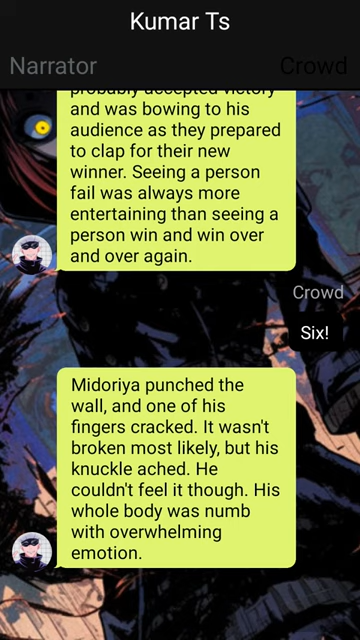 Kumar Ts
Narrator
Crowd
probably accepted victory
and was bowing to his
audience as they prepared
to clap for their new
winner. Seeing a person
fail was always more
entertaining than seeing a
person win and win over
and over again.
Crowd
Six!
Midoriya punched the
wall, and one of his
fingers cracked. It wasn't
broken most likely, but his
knuckle ached. He
couldn't feel it though. His
whole body was numb
with overwhelming
emotion.